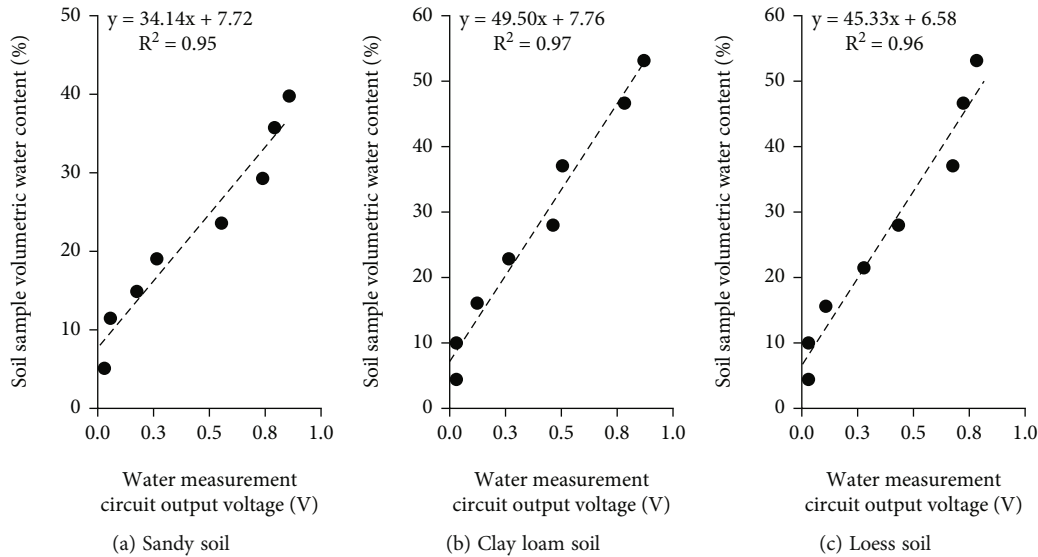 y = 34.14x + 7.72
R² = 0.95
Soil sample volumetric water content (%)
50
40
30
20
10
0
0.0 0.3 0.5 0.8 1.0
Water measurement
circuit output voltage (V)
(a) Sandy soil
y = 49.50x + 7.76
R² = 0.97
Soil sample volumetric water content (%)
60
50
40
30
20
10
0
0.0 0.3 0.5 0.8 1.0
Water measurement
circuit output voltage (V)
(b) Clay loam soil
y = 45.33x + 6.58
R² = 0.96
Soil sample volumetric water content (%)
60
50
40
30
20
10
0
0.0 0.3 0.5 0.8 1.0
Water measurement
circuit output voltage (V)
(c) Loess soil